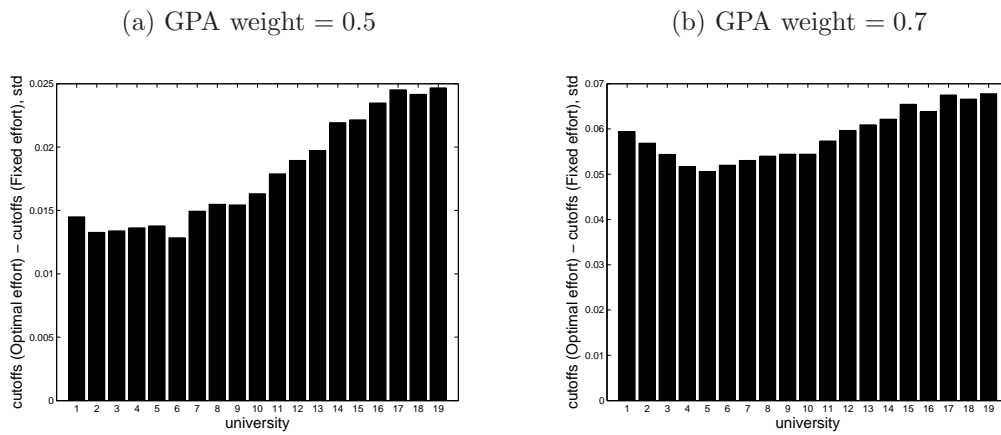 (a) GPA weight = 0.5
cutoffs (Optimal effort) − cutoffs (Fixed effort), std
0.025
0.02
0.015
0.01
0.005
0
1 2 3 4 5 6 7 8 9 10 11 12 13 14 15 16 17 18 19
university
(b) GPA weight = 0.7
cutoffs (Optimal effort) − cutoffs (Fixed effort), std
0.07
0.06
0.05
0.04
0.03
0.02
0.01
0
1 2 3 4 5 6 7 8 9 10 11 12 13 14 15 16 17 18 19
university